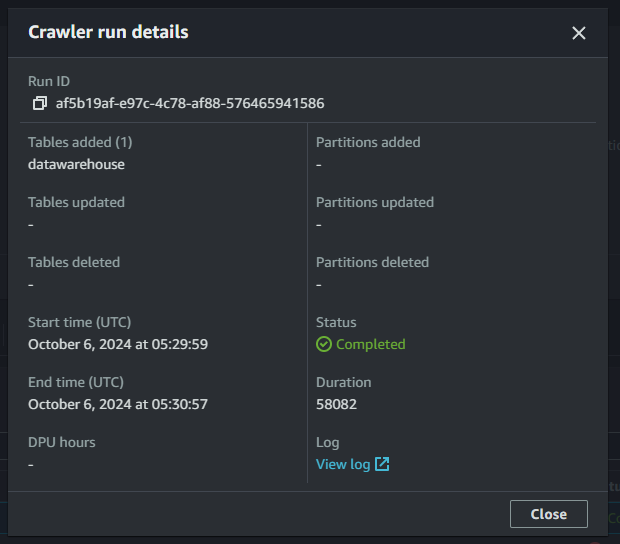 Crawler run details
Run ID
af5b19af-e97c-4c78-af88-576465941586
Tables added (1)
datawarehouse
Partitions added
-
Tables updated
-
Partitions updated
-
Tables deleted
-
Partitions deleted
-
Start time (UTC)
October 6, 2024 at 05:29:59
Status
Completed
End time (UTC)
October 6, 2024 at 05:30:57
Duration
58082
DPU hours
-
Log
View log
Close